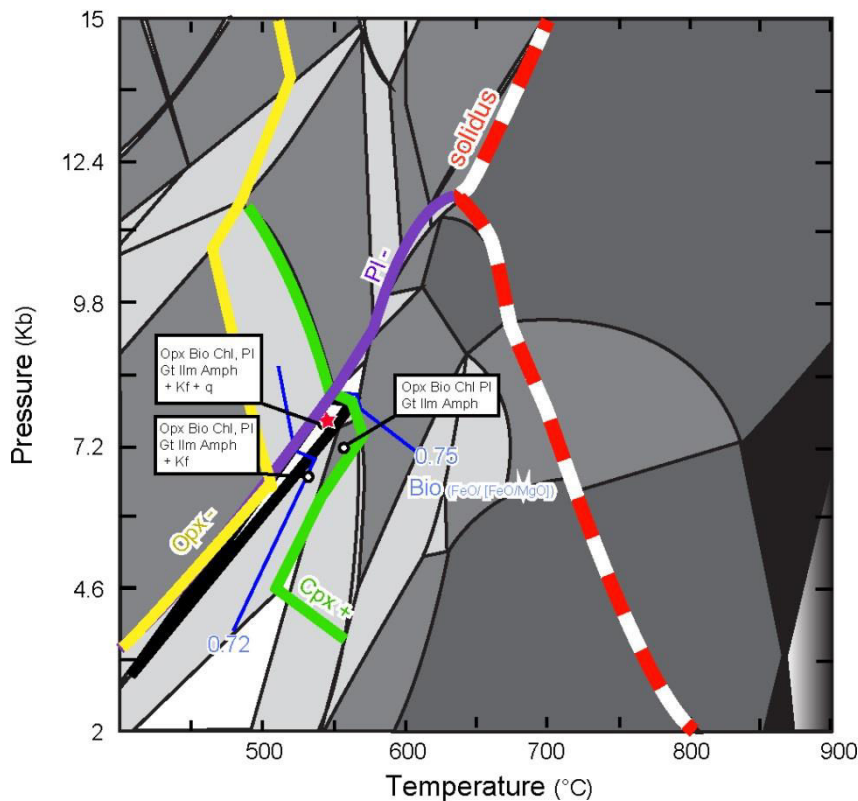 15
12.4
9.8
7.2
4.6
2
Pressure (Kb)
500
600
700
800
900
Temperature (°C)
solidus
Pl -
Opx -
Cpx +
Opx Bio Chl, Pl
Gt Ilm Amph
+ Kf + q
Opx Bio Chl, Pl
Gt Ilm Amph
+ Kf
Opx Bio Chl Pl
Gt Ilm Amph
0.75
Bio (FeO/ [FeO/MgO])
0.72